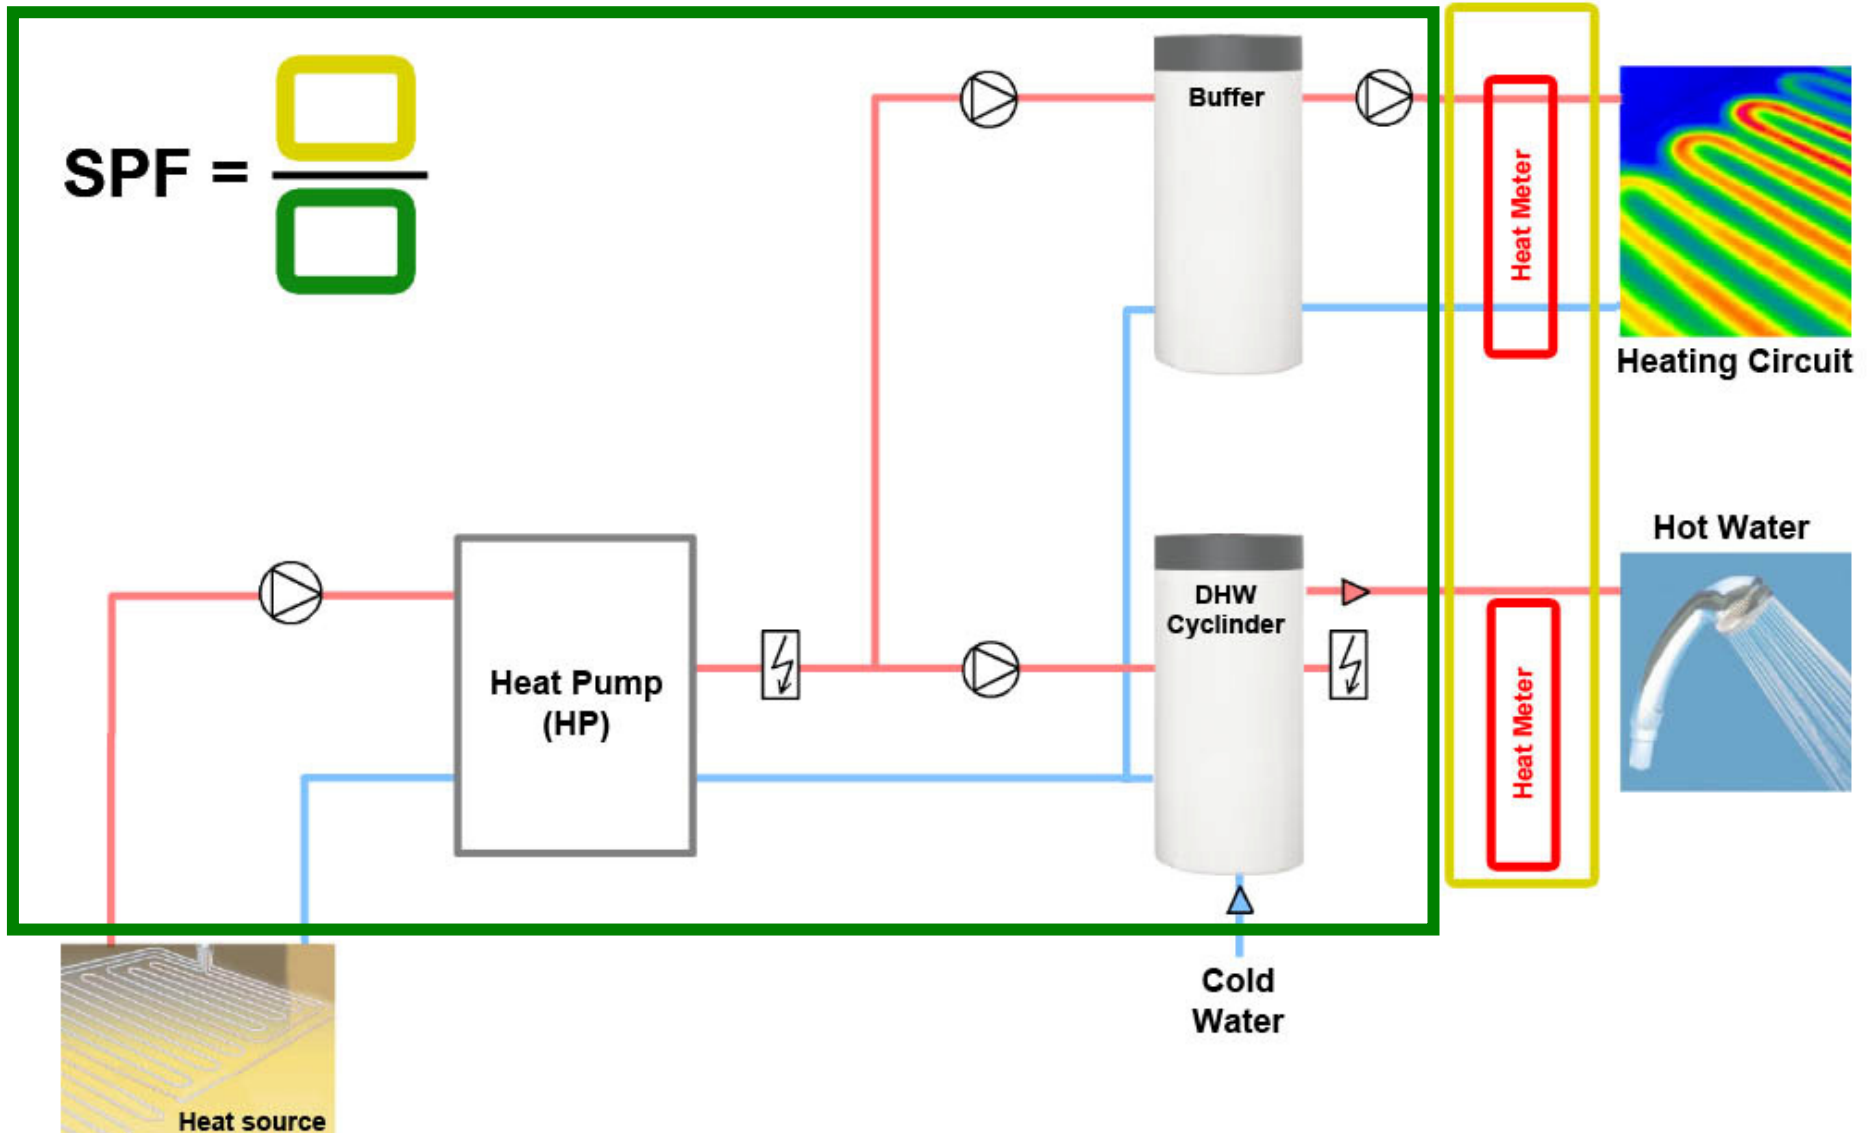 SPF =
Buffer
Heat Meter
Heating Circuit
Hot Water
DHW
Cyclinder
Heat Pump
(HP)
Heat Meter
Cold
Water
Heat source